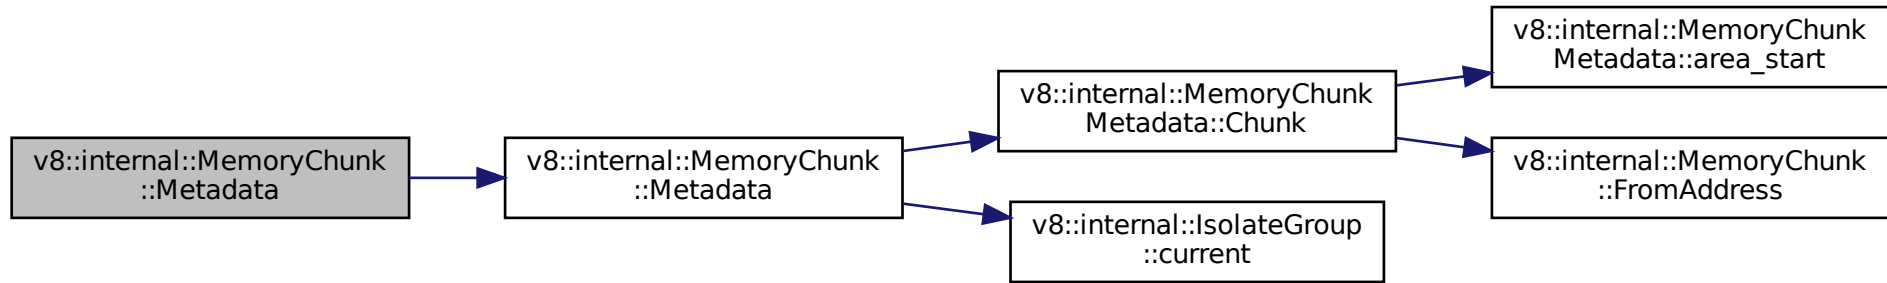 v8::internal::MemoryChunk
::Metadata
v8::internal::MemoryChunk
::Metadata
v8::internal::MemoryChunk
Metadata::Chunk
v8::internal::IsolateGroup
::current
v8::internal::MemoryChunk
Metadata::area_start
v8::internal::MemoryChunk
::FromAddress